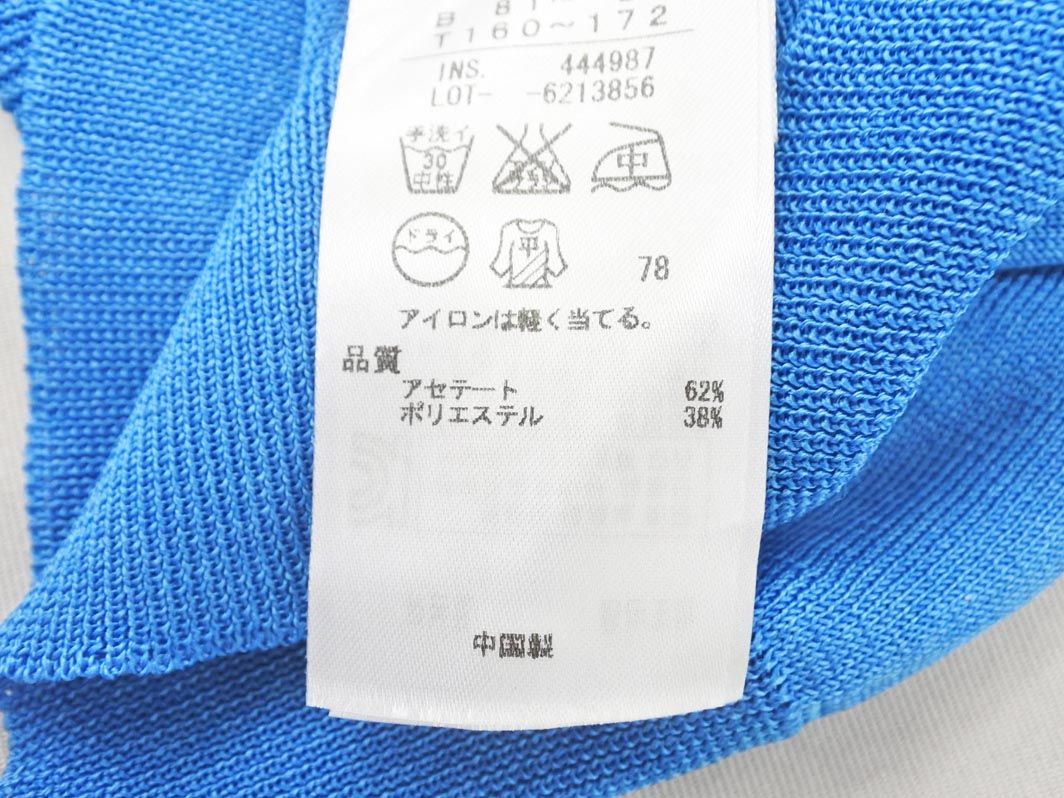 B 81
T160～172
INS. 444987
LOT- -6213856
手洗イ
30
中性
中
ドライ
平
78
アイロンは軽く当てる。
品質
アセテート 62%
ポリエステル 38%
中国製